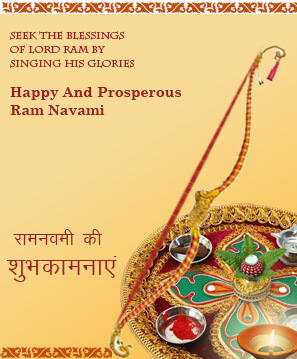 SEEK THE BLESSINGS
OF LORD RAM BY
SINGING HIS GLORIES
Happy And Prosperous
Ram Navami
रामनवमी की
शुभकामनाएं